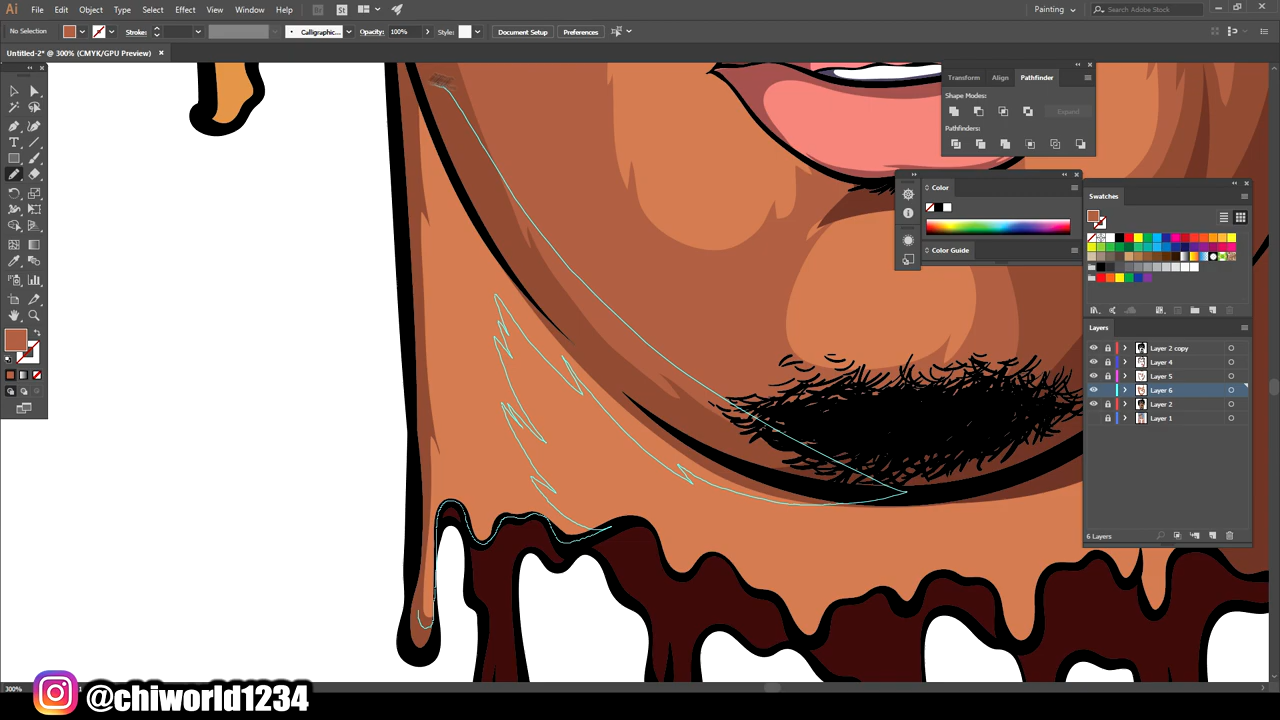 Ai File Edit Object Type Select Effect View Window Help Br St Painting Search Adobe Stock
No Selection Stroke: Calligraphic... Opacity: 100% Style: Document Setup Preferences
Untitled-2* @ 300% (CMYK/GPU Preview)
Transform Align Pathfinder
Shape Modes:
Expand
Pathfinders:
Color
Swatches
Color Guide
Layers
Layer 2 copy
Layer 4
Layer 5
Layer 6
Layer 2
Layer 1
6 Layers
300%
@chiworld1234